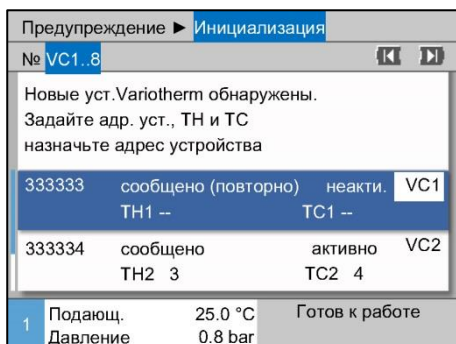 Предупреждение ► Инициализация
№ VC1..8
Новые уст.Variotherm обнаружены.
Задайте адр. уст., TH и TC
назначьте адрес устройства
333333 сообщено (повторно) неакти. VC1
TH1 -- TC1 --
333334 сообщено активно VC2
TH2 3 TC2 4
1 Подающ. 25.0 °C Готов к работе
Давление 0.8 bar